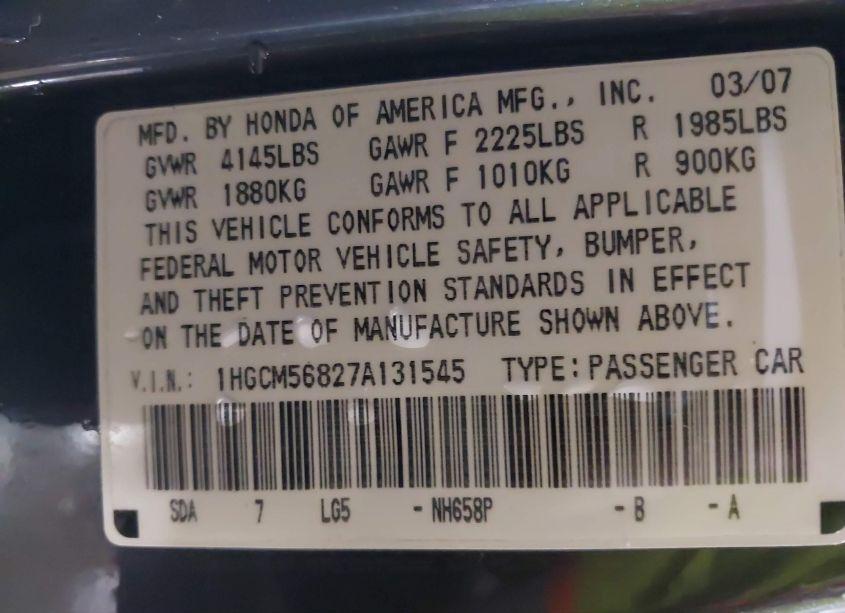 MFD. BY HONDA OF AMERICA MFG., INC. 03/07
GVWR 4145LBS GAWR F 2225LBS R 1985LBS
GVWR 1880KG GAWR F 1010KG R 900KG
THIS VEHICLE CONFORMS TO ALL APPLICABLE
FEDERAL MOTOR VEHICLE SAFETY, BUMPER,
AND THEFT PREVENTION STANDARDS IN EFFECT
ON THE DATE OF MANUFACTURE SHOWN ABOVE.
V.I.N.: 1HGCM56827A131545 TYPE: PASSENGER CAR
SDA 7 LG5 - NH658P - B - A